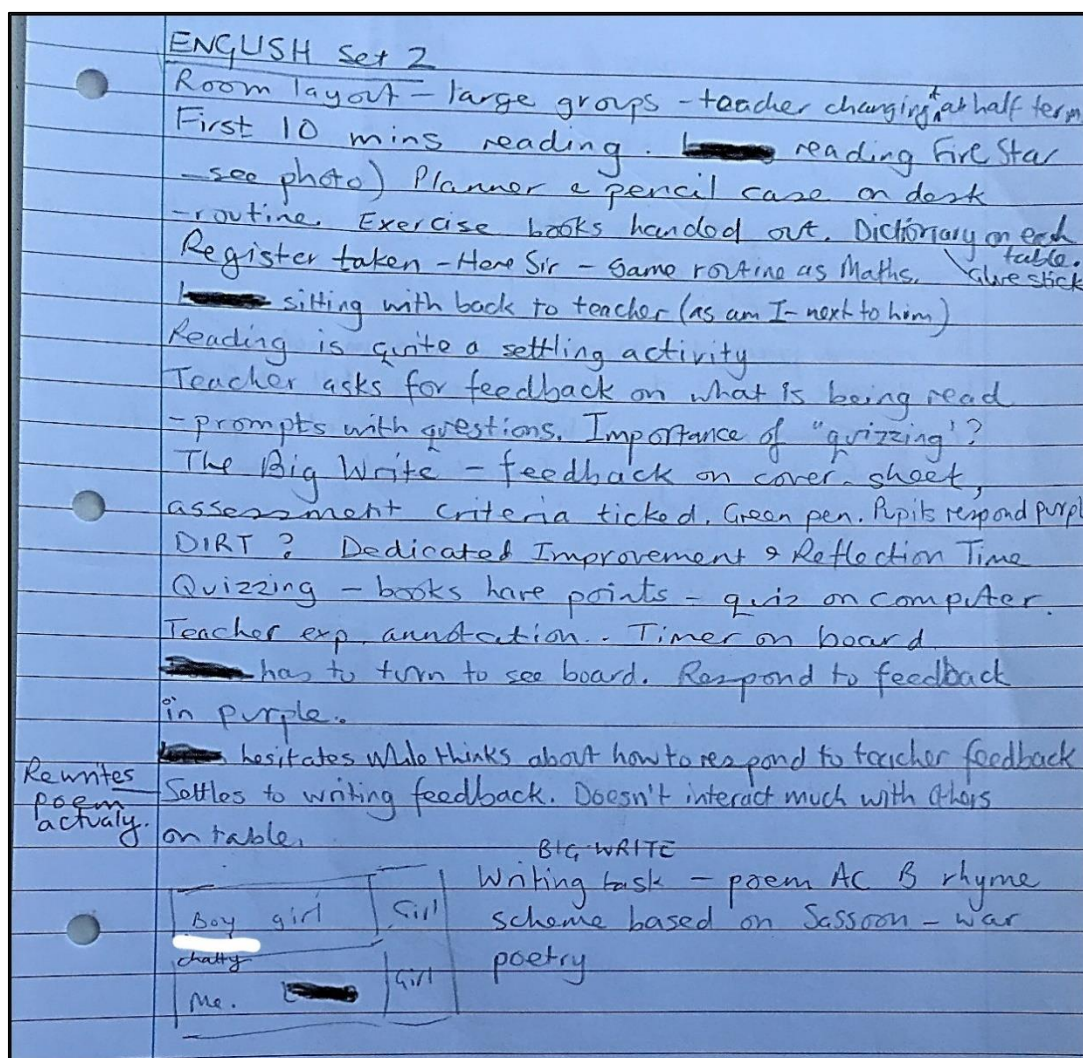 ENGLISH Set 2
Room layout - large groups - teacher changing at half term
First 10 mins reading. reading Fire Star
- see photo) Planner & pencil case on desk
- routine. Exercise books handed out. Dictionary on each
table.
Register taken - Here Sir - Same routine as Maths. Glue stick
sitting with back to teacher (as am I - next to him)
Reading is quite a settling activity
Teacher asks for feedback on what is being read
- prompts with questions. Importance of "quizzing"?
The Big Write - feedback on cover sheet,
assessment criteria ticked. Green pen. Pupils respond purpl
DIRT? Dedicated Improvement & Reflection Time
Quizzing - books have points - quiz on computer.
Teacher exp annotation. Timer on board
has to turn to see board. Respond to feedback
in purple.
hesitates while thinks about how to respond to teacher feedback
Settles to writing feedback. Doesn't interact much with others
on table.
Rewrites
poem
actualy.
BIG WRITE
Writing task - poem AC B rhyme
scheme based on Sassoon - war
poetry
Boy girl Girl
chatty
Me. Girl